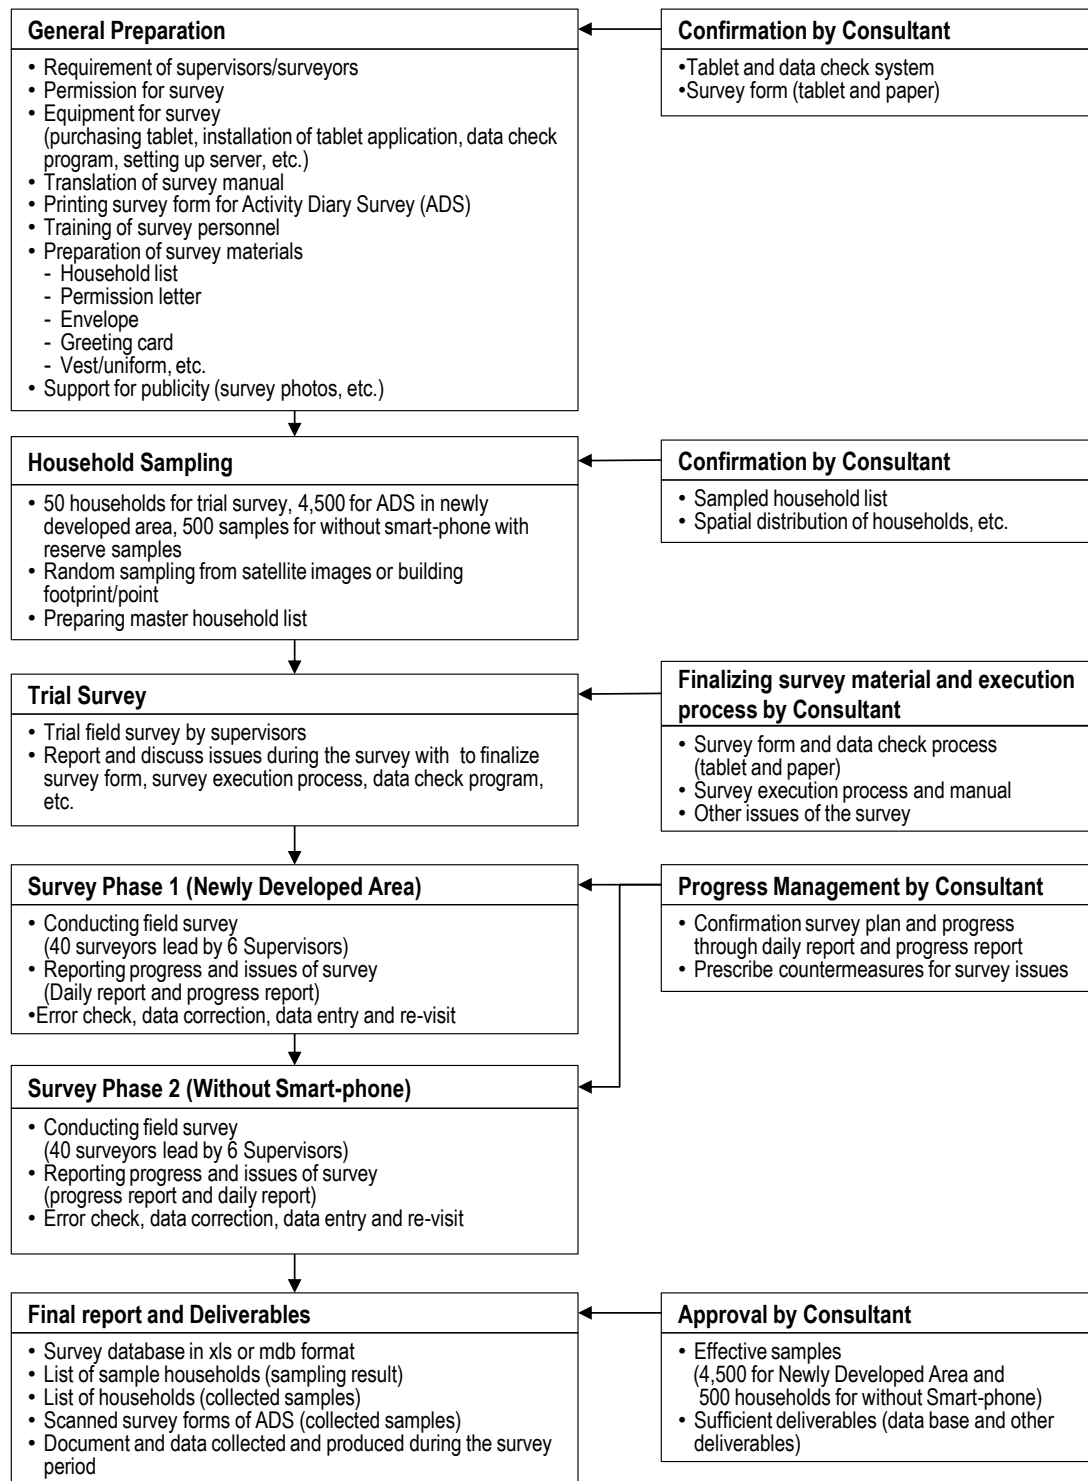 General Preparation
• Requirement of supervisors/surveyors
• Permission for survey
• Equipment for survey
(purchasing tablet, installation of tablet application, data check
program, setting up server, etc.)
• Translation of survey manual
• Printing survey form for Activity Diary Survey (ADS)
• Training of survey personnel
• Preparation of survey materials
- Household list
- Permission letter
- Envelope
- Greeting card
- Vest/uniform, etc.
• Support for publicity (survey photos, etc.)
Confirmation by Consultant
•Tablet and data check system
•Survey form (tablet and paper)
Household Sampling
• 50 households for trial survey, 4,500 for ADS in newly
developed area, 500 samples for without smart-phone with
reserve samples
• Random sampling from satellite images or building
footprint/point
• Preparing master household list
Confirmation by Consultant
• Sampled household list
• Spatial distribution of households, etc.
Trial Survey
• Trial field survey by supervisors
• Report and discuss issues during the survey with  to finalize
survey form, survey execution process, data check program,
etc.
Finalizing survey material and execution
process by Consultant
• Survey form and data check process
(tablet and paper)
• Survey execution process and manual
• Other issues of the survey
Survey Phase 1 (Newly Developed Area)
• Conducting field survey
(40 surveyors lead by 6 Supervisors)
• Reporting progress and issues of survey
(Daily report and progress report)
•Error check, data correction, data entry and re-visit
Progress Management by Consultant
• Confirmation survey plan and progress
through daily report and progress report
• Prescribe countermeasures for survey issues
Survey Phase 2 (Without Smart-phone)
• Conducting field survey
(40 surveyors lead by 6 Supervisors)
• Reporting progress and issues of survey
(progress report and daily report)
• Error check, data correction, data entry and re-visit
Final report and Deliverables
• Survey database in xls or mdb format
• List of sample households (sampling result)
• List of households (collected samples)
• Scanned survey forms of ADS (collected samples)
• Document and data collected and produced during the survey
period
Approval by Consultant
• Effective samples
(4,500 for Newly Developed Area and
500 households for without Smart-phone)
• Sufficient deliverables (data base and other
deliverables)